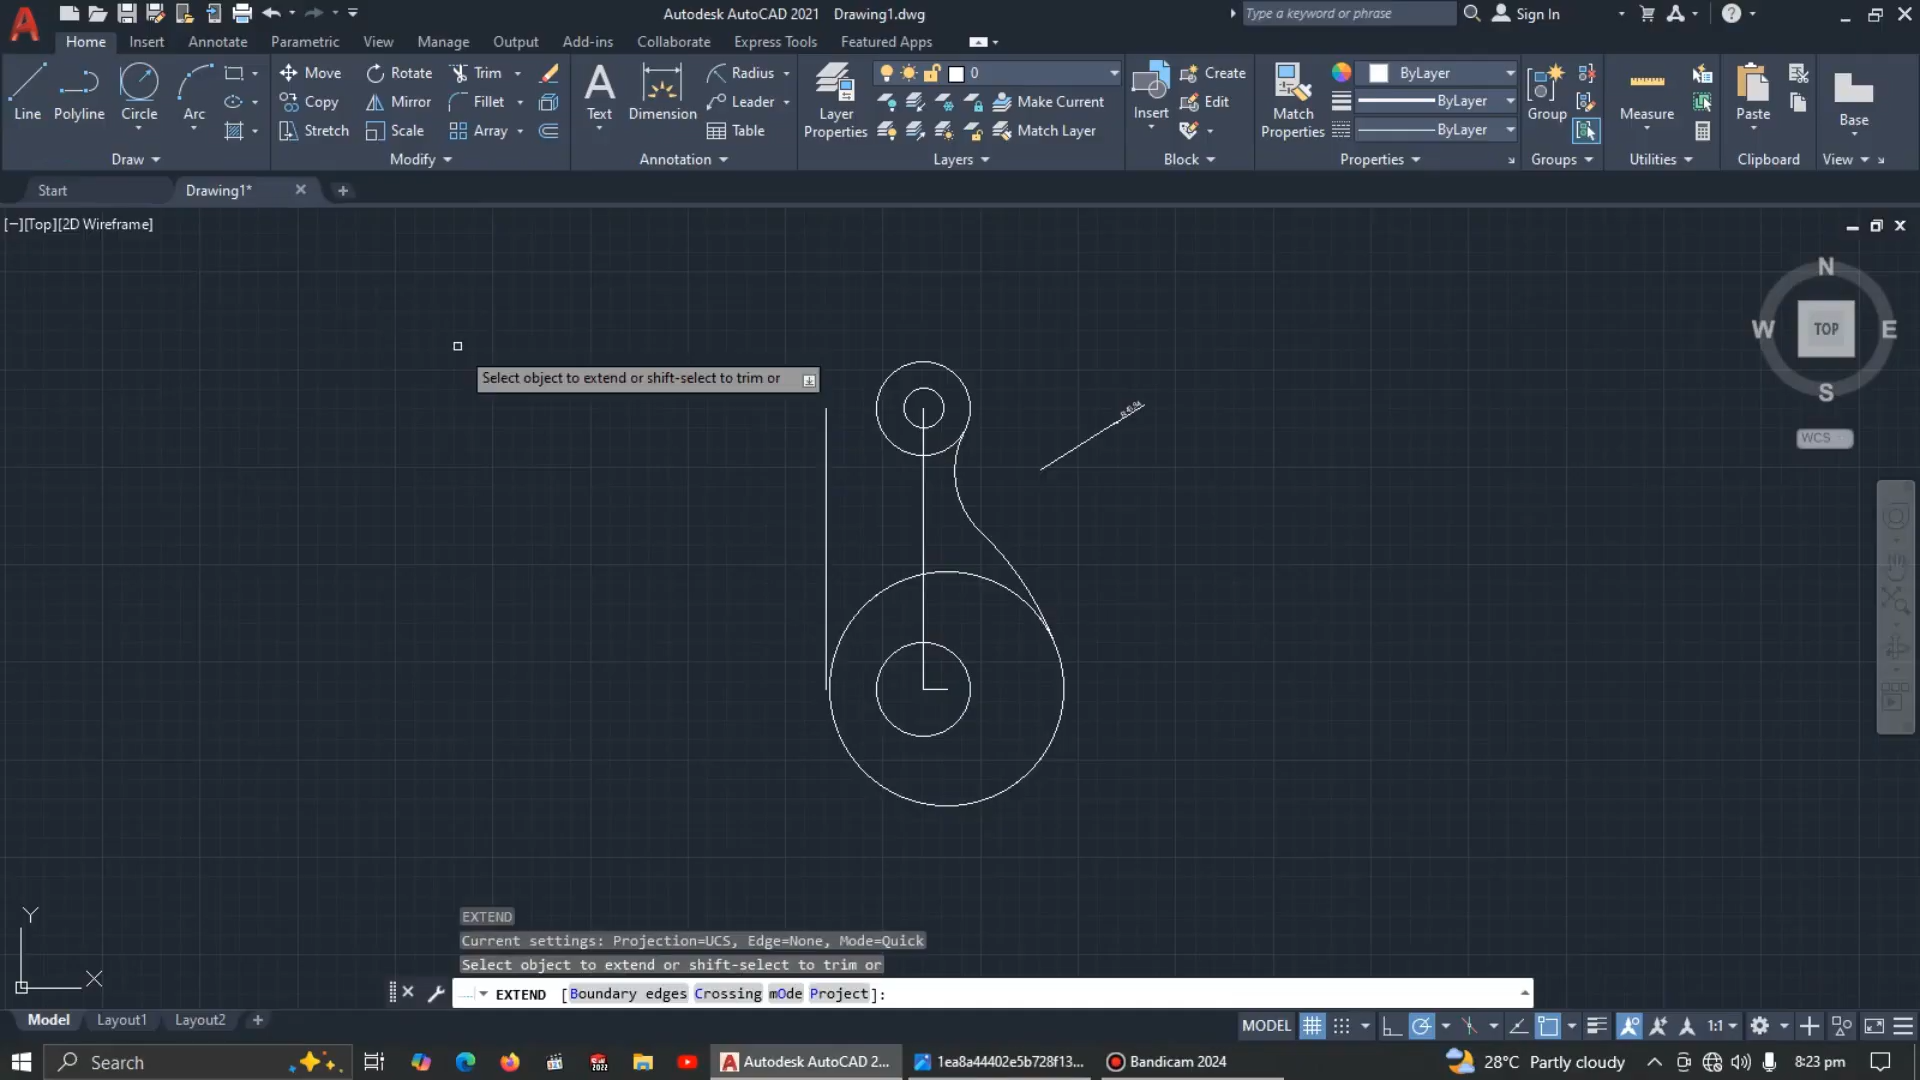 Autodesk AutoCAD 2021 Drawing1.dwg
Type a keyword or phrase
Sign In
Home Insert Annotate Parametric View Manage Output Add-ins Collaborate Express Tools Featured Apps
Line Polyline Circle Arc
Draw
Move Rotate Trim
Copy Mirror Fillet
Stretch Scale Array
Modify
Text Dimension
Radius
Leader
Table
Annotation
Layer Properties
0
Make Current
Match Layer
Layers
Insert
Create
Edit
Block
Match Properties
ByLayer
ByLayer
ByLayer
Properties
Group
Groups
Measure
Utilities
Paste
Clipboard
Base
View
Start Drawing1*
[−][Top][2D Wireframe]
N
W TOP E
S
WCS
Select object to extend or shift-select to trim or
Y
X
EXTEND
Current settings: Projection=UCS, Edge=None, Mode=Quick
Select object to extend or shift-select to trim or
EXTEND [Boundary edges Crossing mOde Project]:
Model Layout1 Layout2
MODEL 1:1
Search
Autodesk AutoCAD 2...
1ea8a44402e5b728f13...
Bandicam 2024
28°C Partly cloudy
8:23 pm